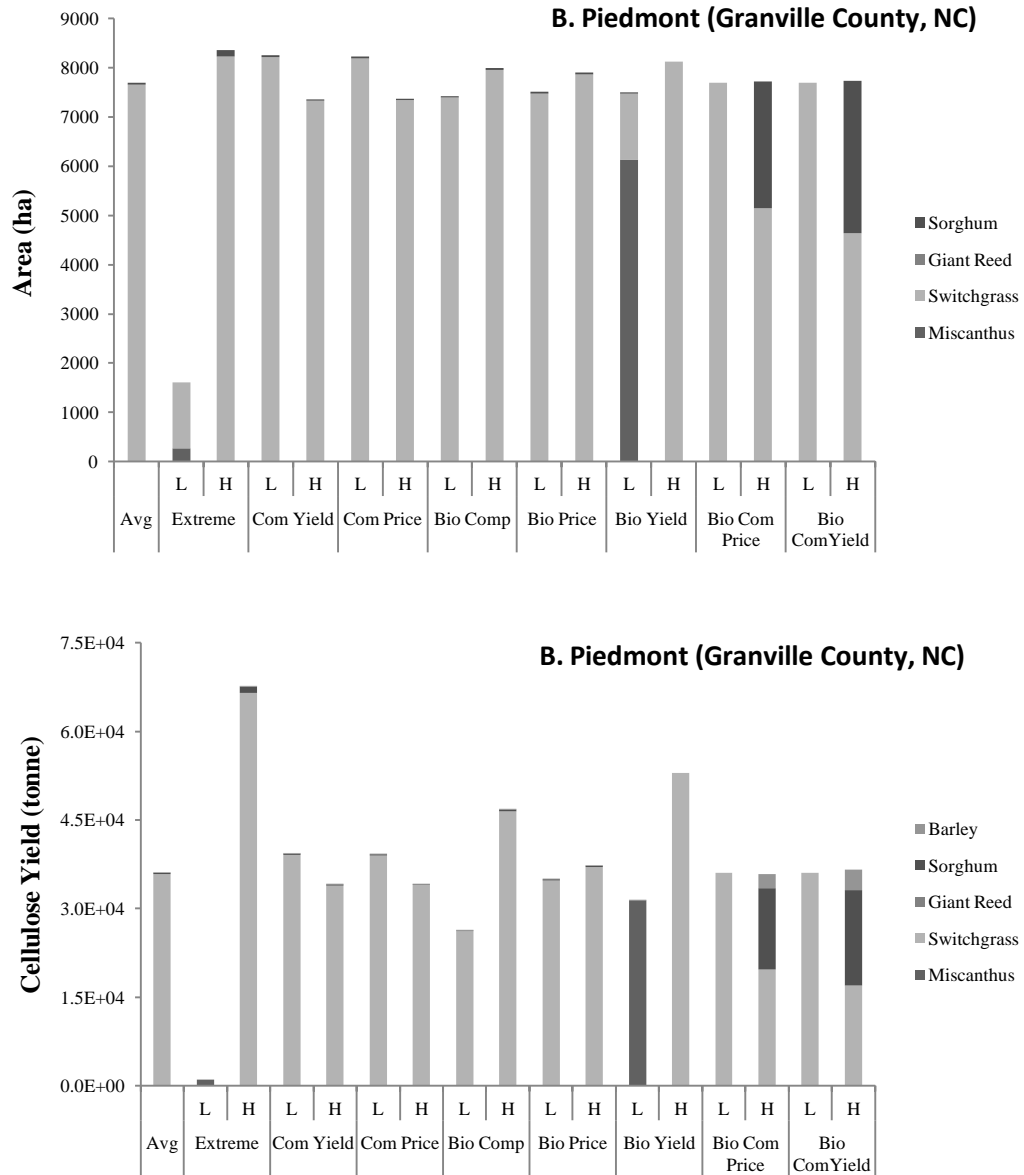 B. Piedmont (Granville County, NC)
9000
8000
7000
6000
5000
4000
3000
2000
1000
0
Area (ha)
Sorghum
Giant Reed
Switchgrass
Miscanthus
L H L H L H L H L H L H L H L H
Avg Extreme Com Yield Com Price Bio Comp Bio Price Bio Yield Bio Com Bio
Price ComYield
B. Piedmont (Granville County, NC)
7.5E+04
6.0E+04
4.5E+04
3.0E+04
1.5E+04
0.0E+00
Cellulose Yield (tonne)
Barley
Sorghum
Giant Reed
Switchgrass
Miscanthus
L H L H L H L H L H L H L H L H
Avg Extreme Com Yield Com Price Bio Comp Bio Price Bio Yield Bio Com Bio
Price ComYield